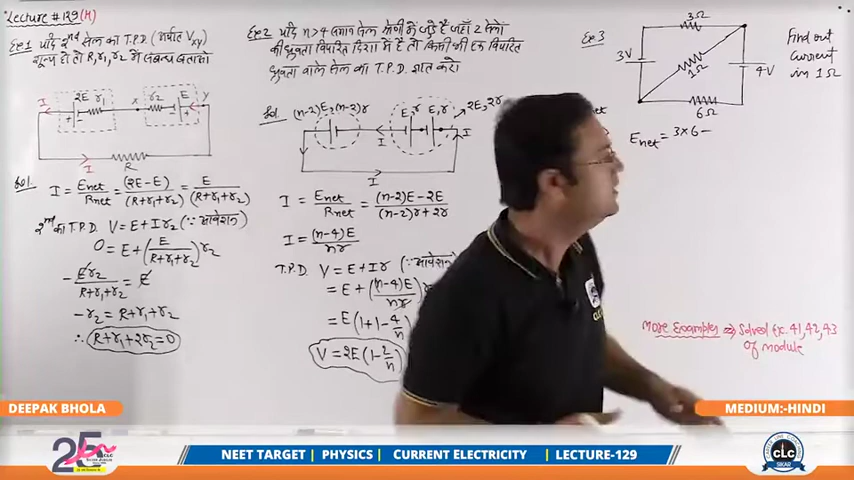 Lecture #129(H)
Ex 1 यदि 2nd सेल का T.P.D (अर्थात Vxy)
शून्य हो तो R, r1, r2 में सबन्ध बताओ
I 2E r1 r2 E y
x
+ - - +
I R
Sol. I = Enet/Rnet = (2E-E)/(R+r1+r2) = E/(R+r1+r2)
2nd का T.P.D. V = E+Ir2 (∵ आवेशन)
0 = E+(E/(R+r1+r2))r2
-Er2/(R+r1+r2) = E
-r2 = R+r1+r2
∴ R+r1+2r2=0
Ex 2 यदि n>4 समान सेल श्रेणी में जुड़े हैं जहाँ 2 सेलो
की ध्रुवता विपरित दिशा में हैं तो किसी भी एक विपरित
ध्रुवता वाले सेल का T.P.D ज्ञात करो
Sol. (n-2)E, (n-2)r E,r E,r 2E, 2r
I I
I
I = Enet/Rnet = (n-2)E-2E/(n-2)r+2r
I = (n-4)E/nr
T.P.D. V = E+Ir (∵ आवेशन)
= E+((n-4)E/nr)
= E(1+1-4/n)
V = 2E(1-2/n)
Ex 3
3Ω
3V 1Ω 4V
6Ω
Find out
current
in 1Ω
Enet = 3×6-
More Examples ⇒ Solved Ex. 41,42,43
of module
DEEPAK BHOLA
MEDIUM:-HINDI
25
NEET TARGET | PHYSICS | CURRENT ELECTRICITY | LECTURE-129
CLC
SIKAR